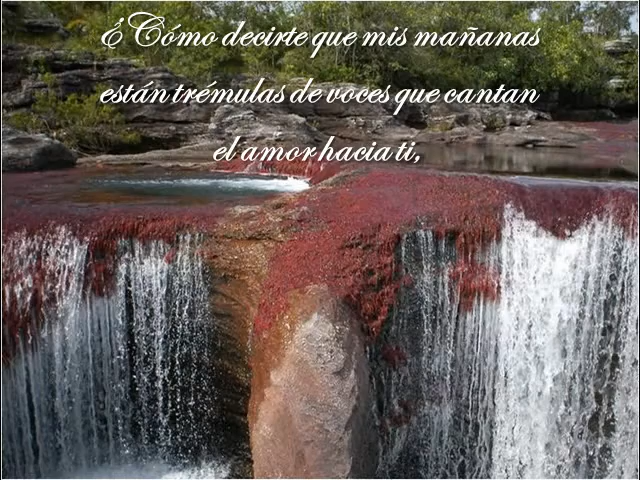 ¿Cómo decirte que mis mañanas
están trémulas de voces que cantan
el amor hacia ti,